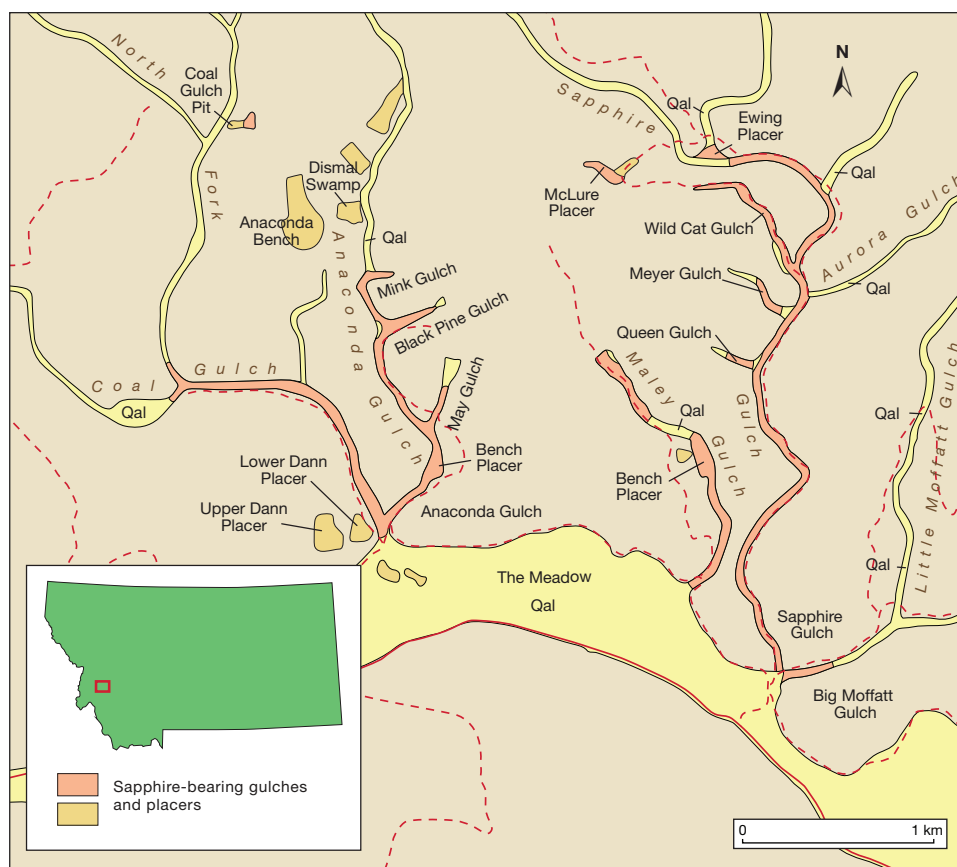 North
Fork
Coal
Gulch
Pit
Dismal
Swamp
Anaconda
Bench
Qal
Anaconda
Gulch
Mink Gulch
Black Pine Gulch
May Gulch
Coal
Gulch
Qal
Lower Dann
Placer
Upper Dann
Placer
Bench
Placer
Anaconda Gulch
Sapphire
Qal
Ewing
Placer
N
McLure
Placer
Qal
Wild Cat Gulch
Aurora Gulch
Meyer Gulch
Qal
Queen Gulch
Maley
Gulch
Qal
Gulch
Bench
Placer
Qal
Little Moffatt Gulch
Qal
The Meadow
Qal
Sapphire
Gulch
Big Moffatt
Gulch
Sapphire-bearing gulches
and placers
0
1 km